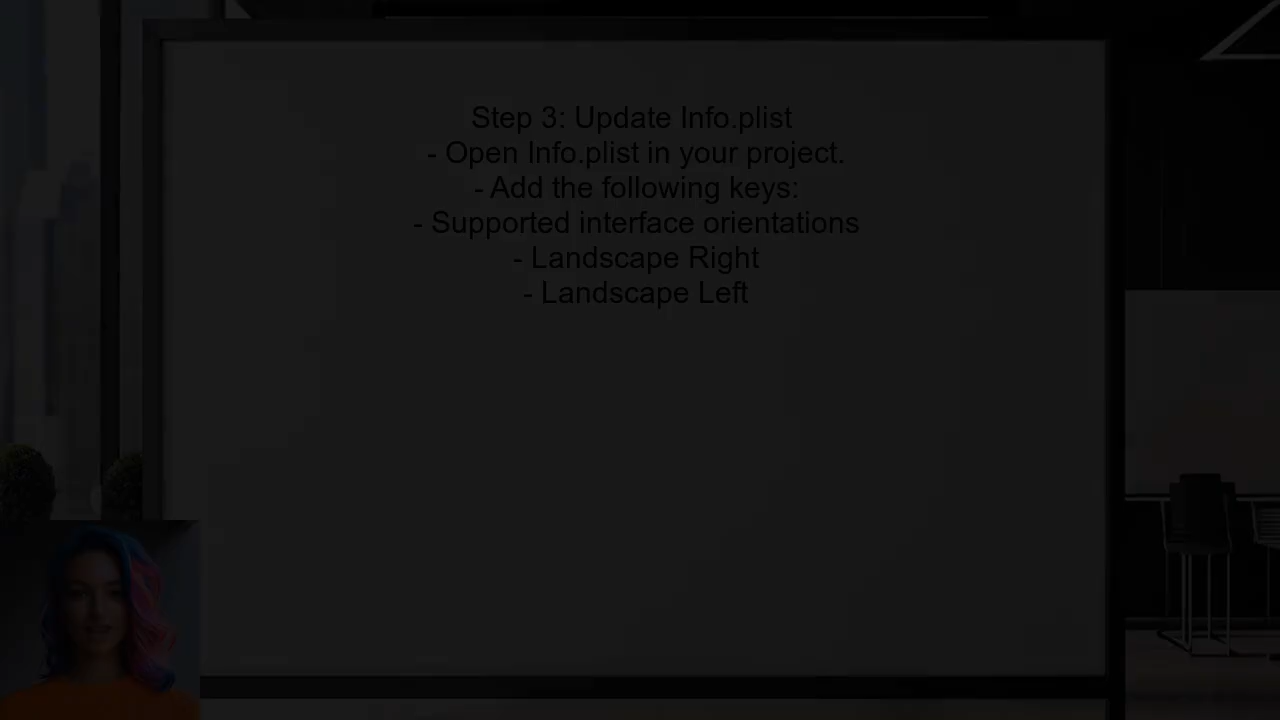 Step 3: Update Info.plist
- Open Info.plist in your project.
- Add the following keys:
- Supported interface orientations
- Landscape Right
- Landscape Left